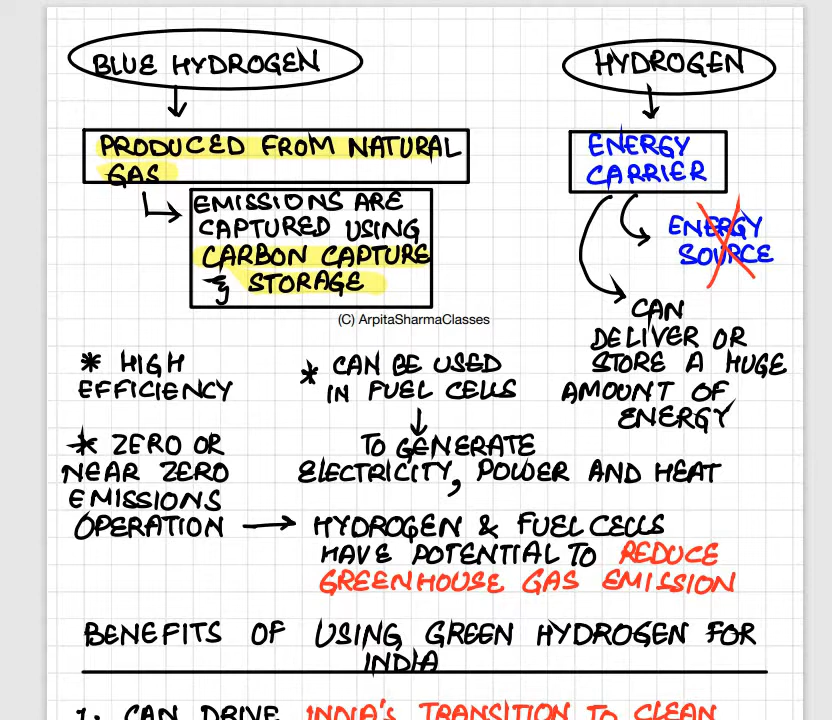 BLUE HYDROGEN
PRODUCED FROM NATURAL
GAS
EMISSIONS ARE
CAPTURED USING
CARBON CAPTURE
& STORAGE
HYDROGEN
ENERGY
CARRIER
ENERGY
SOURCE
CAN
DELIVER OR
STORE A HUGE
AMOUNT OF
ENERGY
(C) ArpitaSharmaClasses
* HIGH
EFFICIENCY
* CAN BE USED
IN FUEL CELLS
TO GENERATE
ELECTRICITY, POWER AND HEAT
* ZERO OR
NEAR ZERO
EMISSIONS
OPERATION → HYDROGEN & FUEL CELLS
HAVE POTENTIAL TO REDUCE
GREENHOUSE GAS EMISSION
BENEFITS OF USING GREEN HYDROGEN FOR
INDIA
1. CAN DRIVE INDIA'S TRANSITION TO CLEAN